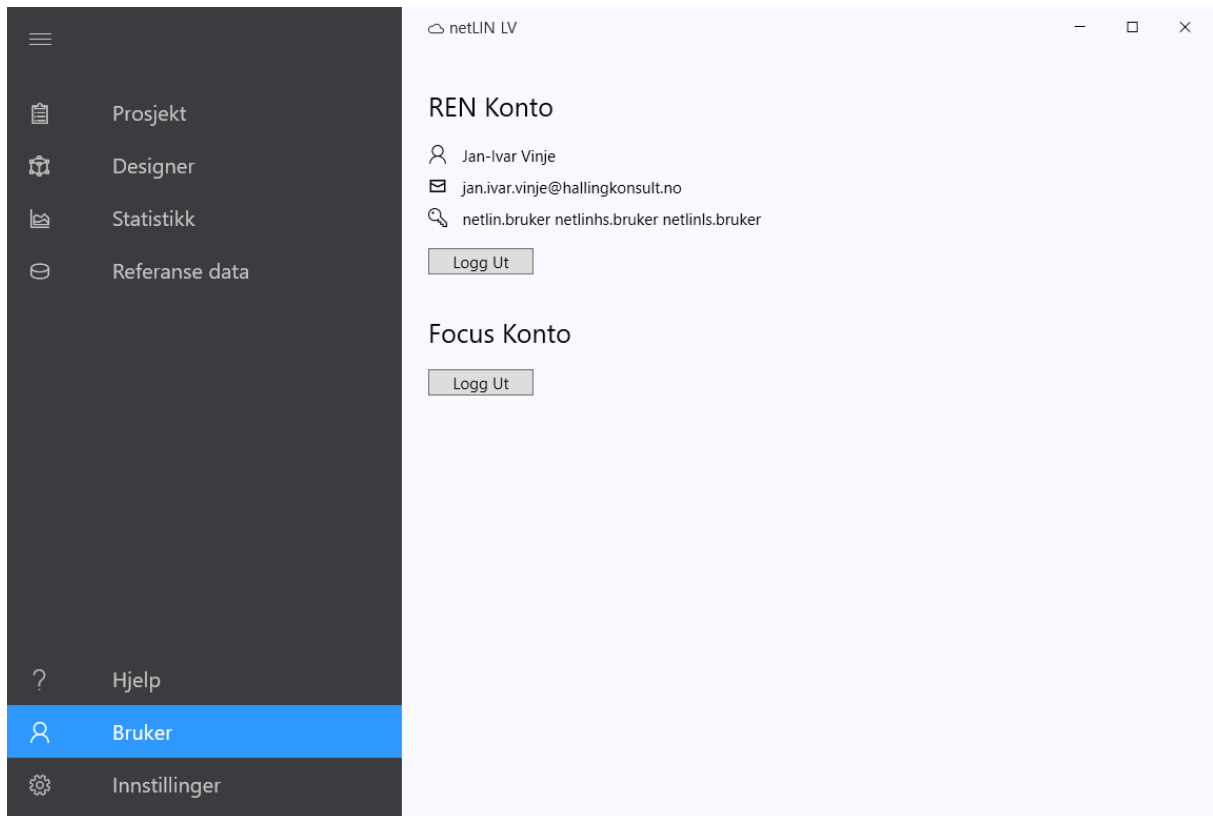 netLIN LV
Prosjekt
Designer
Statistikk
Referanse data
Hjelp
Bruker
Innstillinger
REN Konto
Jan-Ivar Vinje
jan.ivar.vinje@hallingkonsult.no
netlin.bruker netlinhs.bruker netlinls.bruker
Logg Ut
Focus Konto
Logg Ut